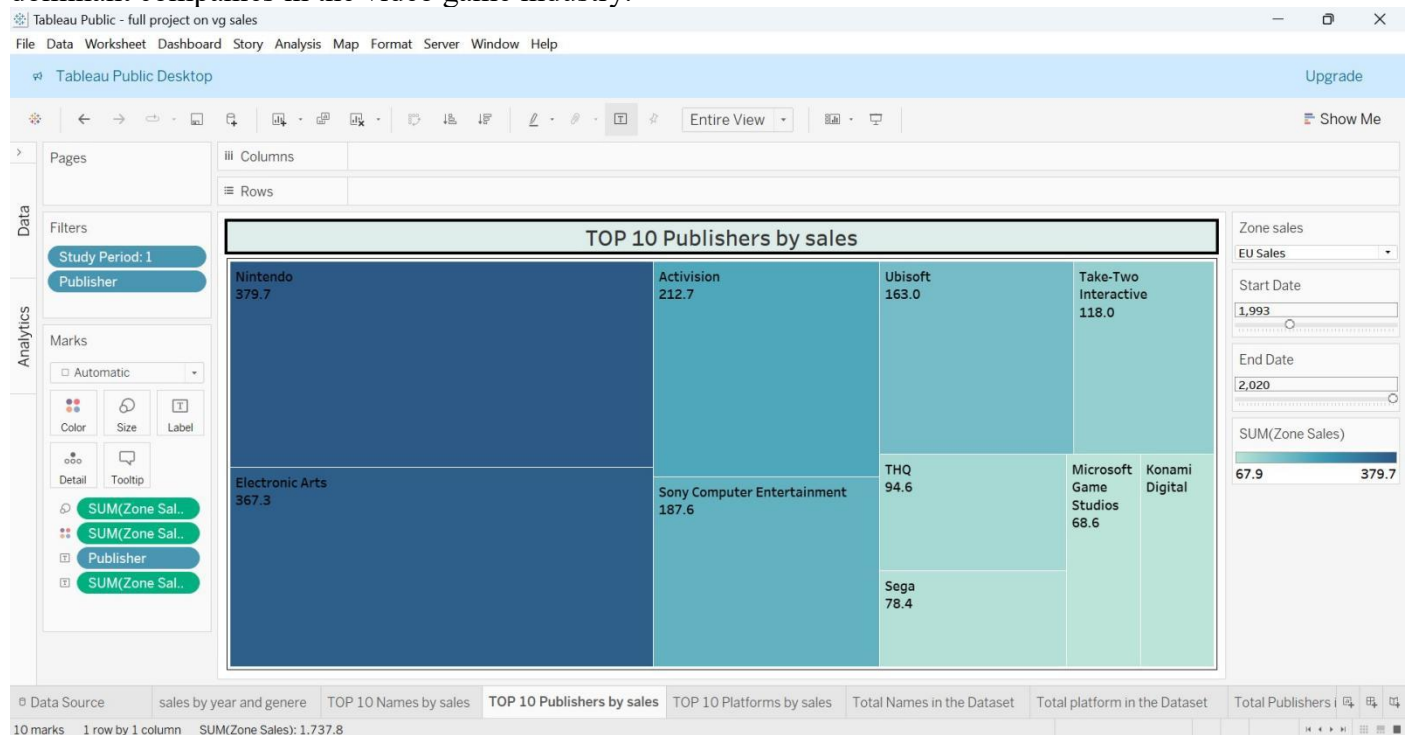 dominant companies in the video game industry.
Tableau Public - full project on vg sales
File Data Worksheet Dashboard Story Analysis Map Format Server Window Help
Tableau Public Desktop
Upgrade
Entire View
Show Me
Pages
Columns
Rows
Data
Analytics
Filters
Study Period: 1
Publisher
Marks
Automatic
Color Size Label
Detail Tooltip
SUM(Zone Sal..
SUM(Zone Sal..
Publisher
SUM(Zone Sal..
TOP 10 Publishers by sales
Nintendo
379.7
Electronic Arts
367.3
Activision
212.7
Sony Computer Entertainment
187.6
Ubisoft
163.0
Take-Two
Interactive
118.0
THQ
94.6
Sega
78.4
Microsoft
Game
Studios
68.6
Konami
Digital
Zone sales
EU Sales
Start Date
1,993
End Date
2,020
SUM(Zone Sales)
67.9 379.7
Data Source sales by year and genere TOP 10 Names by sales TOP 10 Publishers by sales TOP 10 Platforms by sales Total Names in the Dataset Total platform in the Dataset Total Publishers i
10 marks 1 row by 1 column SUM(Zone Sales): 1,737.8